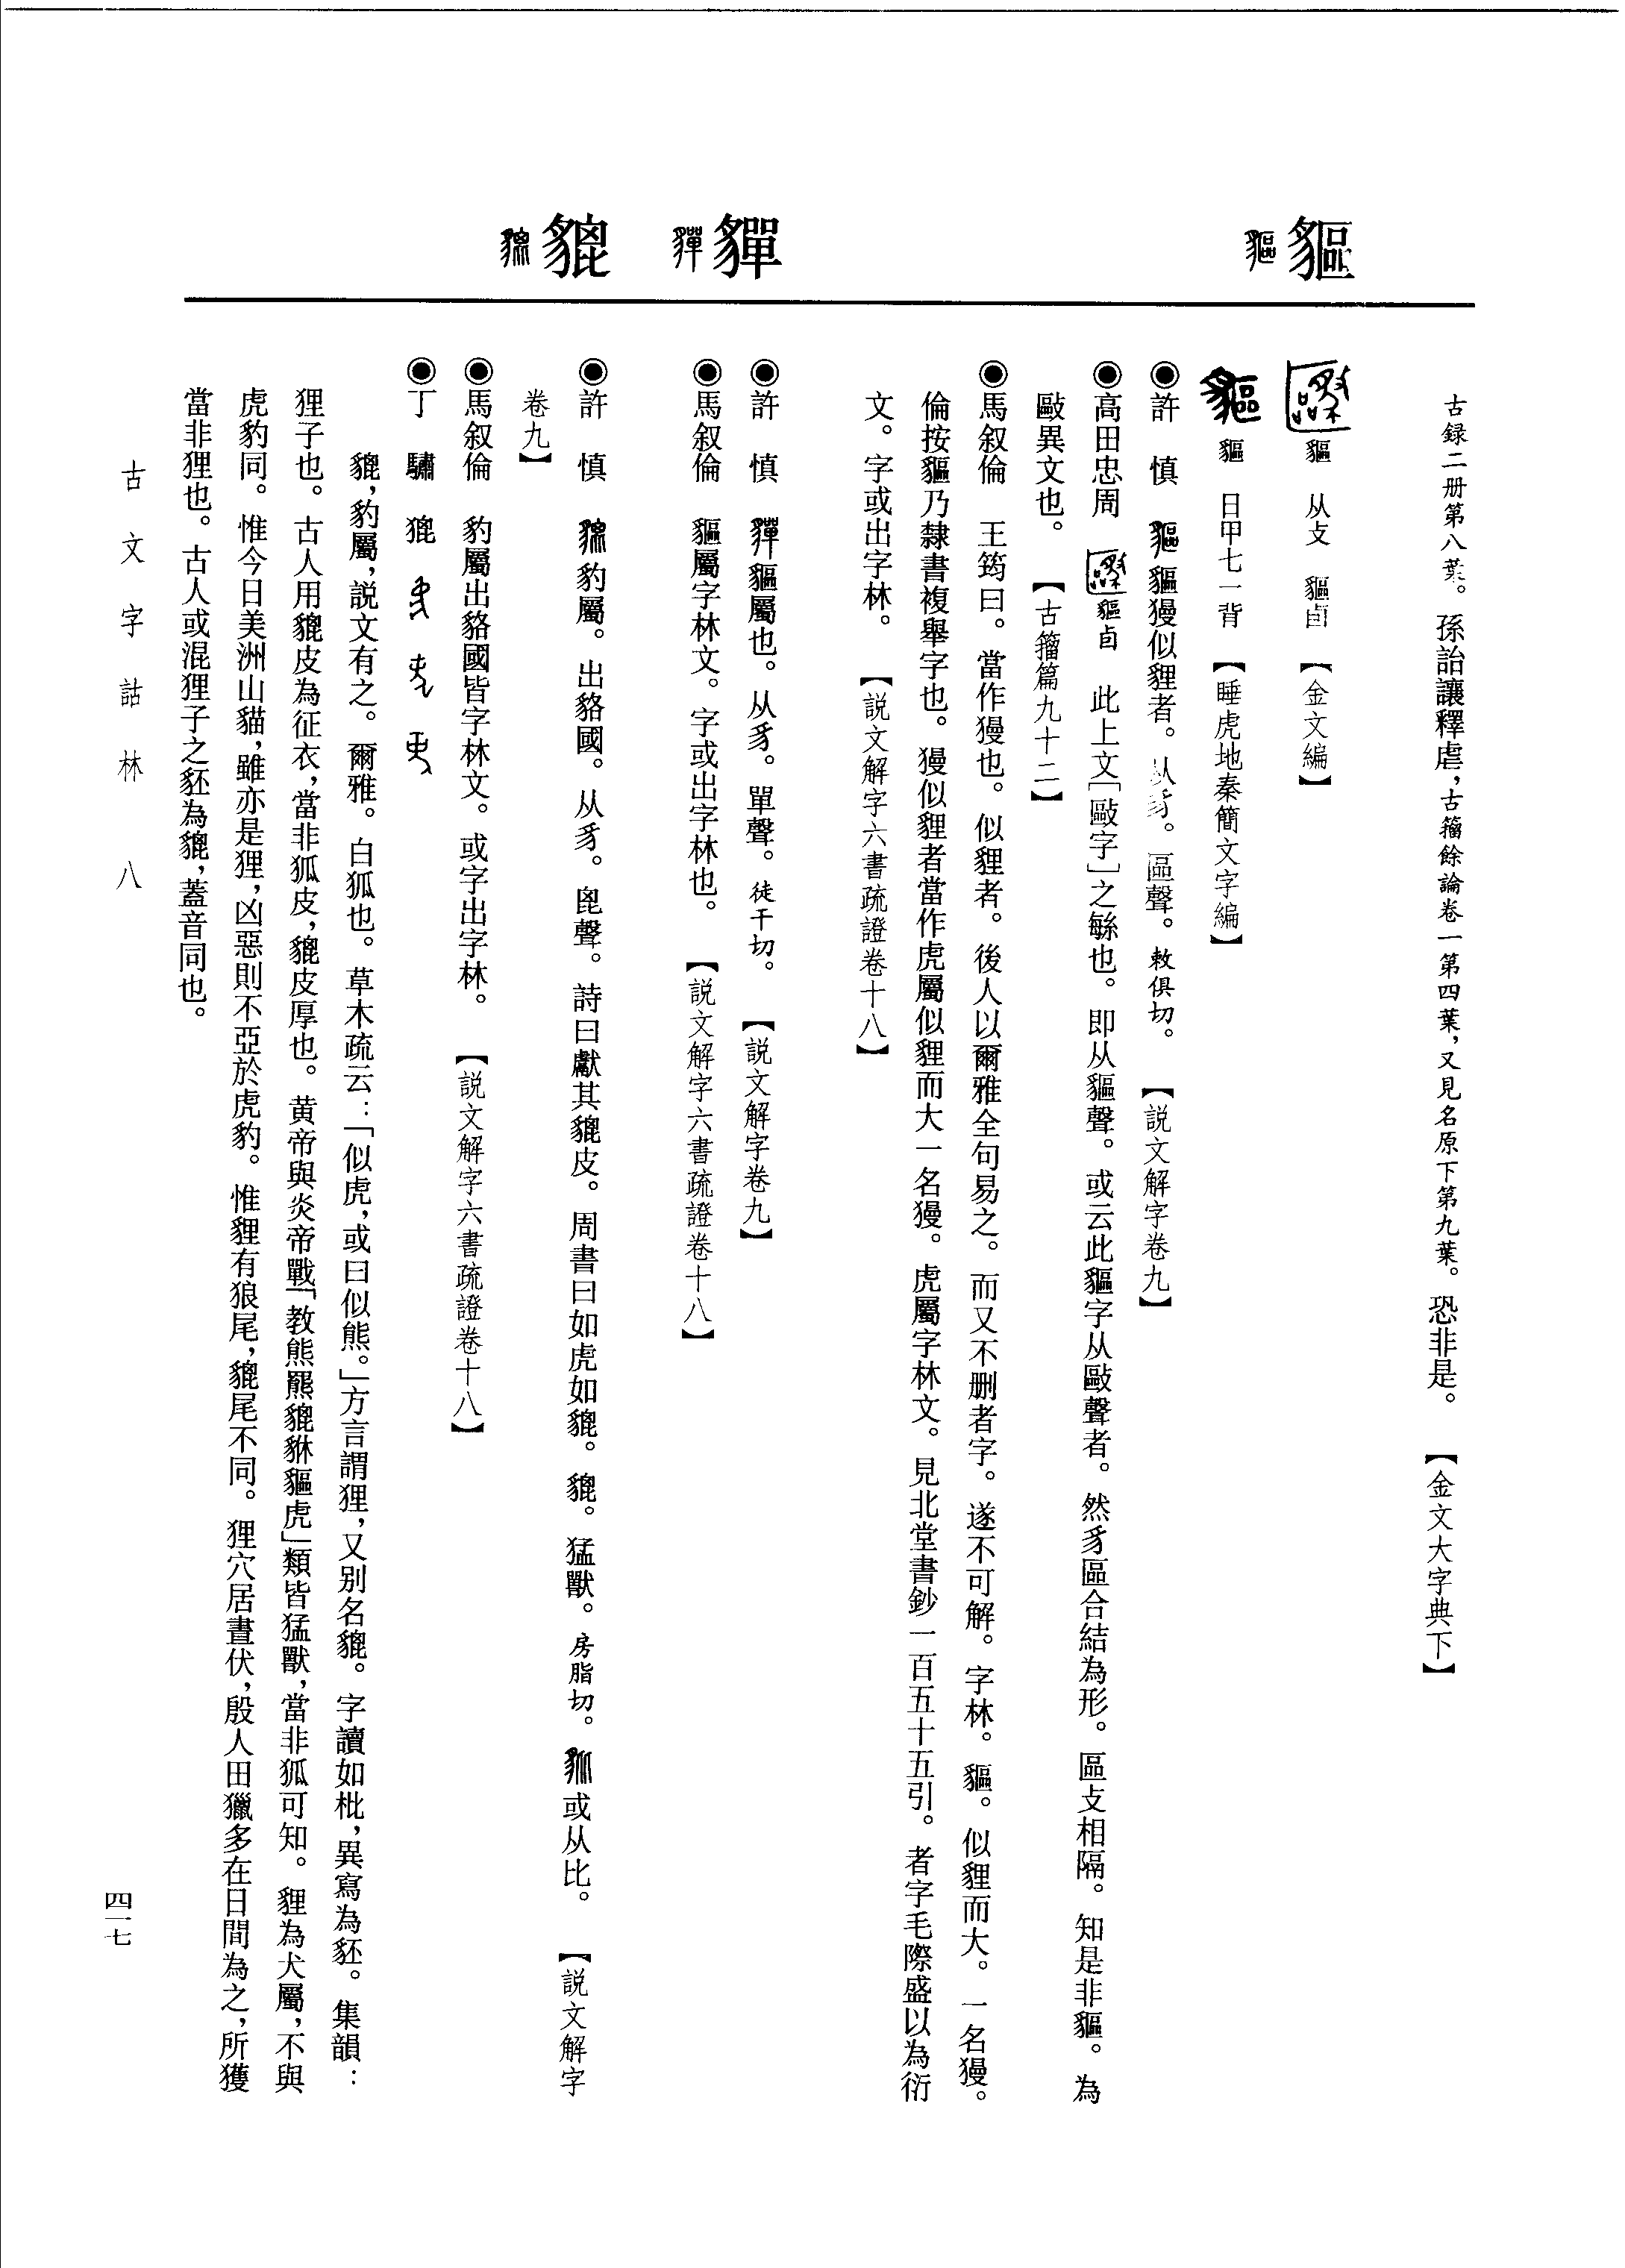 貙
貚
貔
古録二册第八葉。孫詒讓釋虐，古籀餘論卷一第四葉，又見名原下第九葉。恐非是。　【金文大字典下】
貙　从攴　貙卣　【金文編】
貙　日甲七一背　【睡虎地秦簡文字編】
◉許　慎　貙貙獌似貍者。从豸。區聲。敕俱切。　【説文解字卷九】
◉高田忠周　貙卣　此上文［敺字］之緐也。即从貙聲。或云此貙字从敺聲者。然豸區合結為形。區攴相隔。知是非貙。為
敺異文也。　【古籀篇九十二】
◉馬叙倫　王筠曰。當作獌也。似貍者。後人以爾雅全句易之。而又不删者字。遂不可解。字林。貙。似貍而大。一名獌。
倫按貙乃隸書複舉字也。獌似貍者當作虎屬似貍而大一名獌。虎屬字林文。見北堂書鈔一百五十五引。者字毛際盛以為衍
文。字或出字林。　【説文解字六書疏證卷十八】
◉許　慎　貚貙屬也。从豸。單聲。徒干切。　【説文解字卷九】
◉馬叙倫　貙屬字林文。字或出字林也。　【説文解字六書疏證卷十八】
◉許　慎　貔豹屬。出貉國。从豸。毘聲。詩曰獻其貔皮。周書曰如虎如貔。貔。猛獸。房脂切。豼或从比。　【説文解字
卷九】
◉馬叙倫　豹屬出貉國皆字林文。或字出字林。　【説文解字六書疏證卷十八】
◉丁　驌　貔
貔，豹屬，説文有之。爾雅。白狐也。草木疏云：「似虎，或曰似熊。」方言謂狸，又别名貔。字讀如枇，異寫為豾。集韻：
狸子也。古人用貔皮為征衣，當非狐皮，貔皮厚也。黄帝與炎帝戰「教熊羆貔貅貙虎」類皆猛獸，當非狐可知。貍為犬屬，不與
虎豹同。惟今日美洲山貓，雖亦是狸，凶惡則不亞於虎豹。惟貍有狼尾，貔尾不同。狸穴居晝伏，殷人田獵多在日間為之，所獲
當非狸也。古人或混狸子之豾為貔，蓋音同也。
古文字詁林　八
四一七